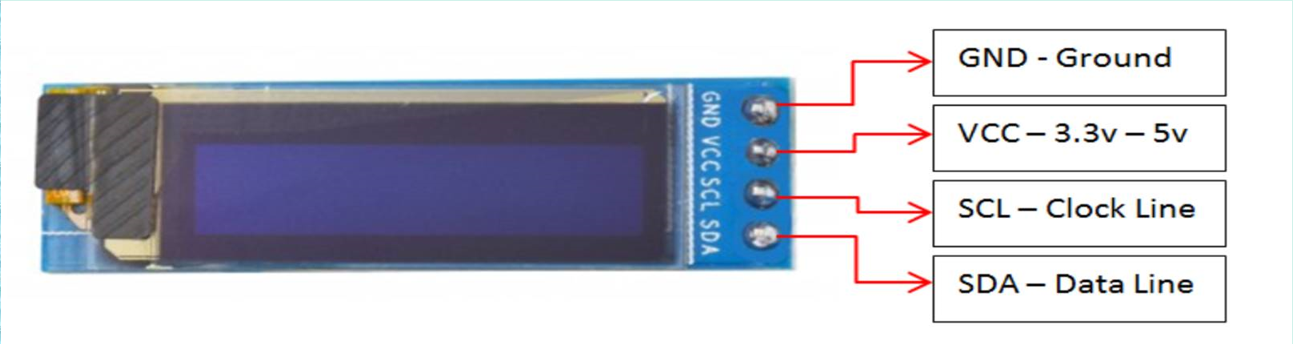 GND - Ground
VCC – 3.3v – 5v
SCL – Clock Line
SDA – Data Line
GND VCC SCL SDA